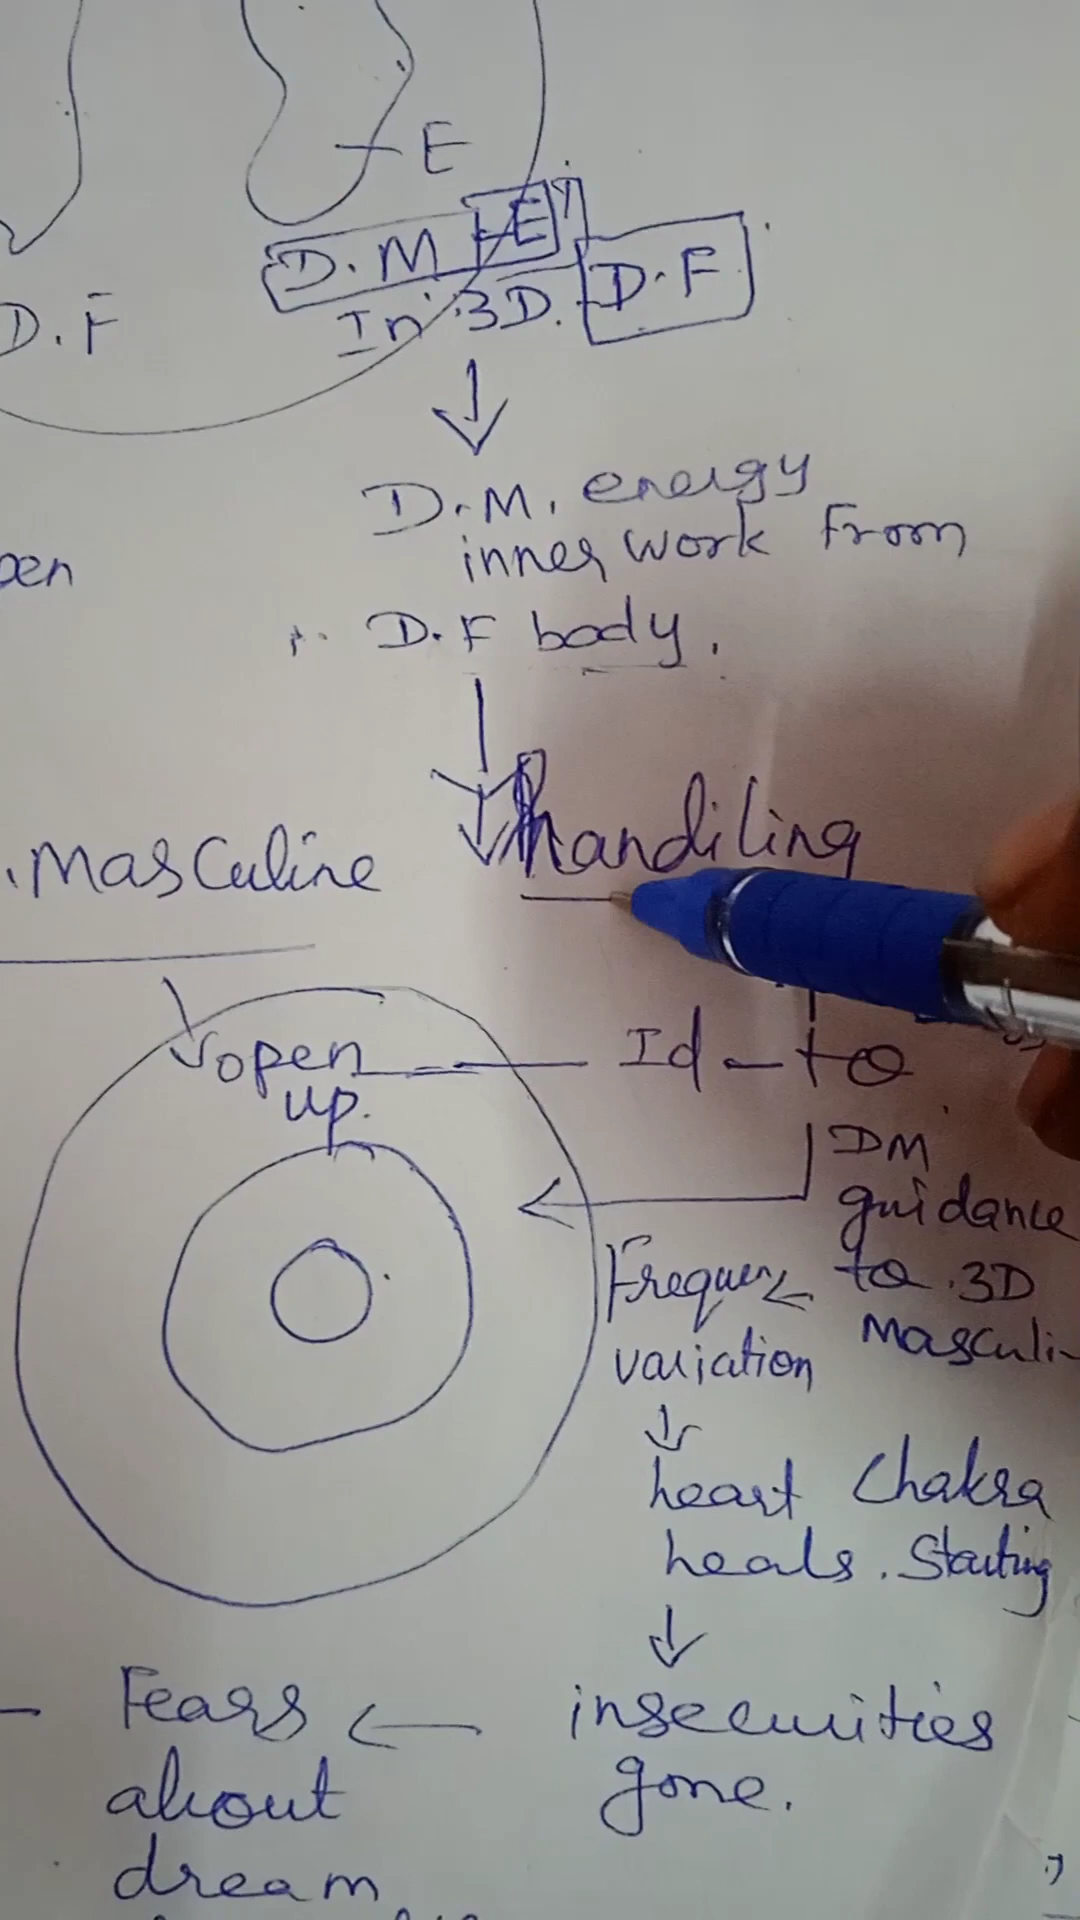 E
D.M
E
D.F
D.F
In 3D.
D.M. energy
inner work From
D.F body.
pen
handiling
.Masculine
open
up.
Id - to
DM
guidance
to 3D
Masculi-
Frequen
variation
heart Chakra
heals. Starting
insecurities
gone.
Fears
about
dream